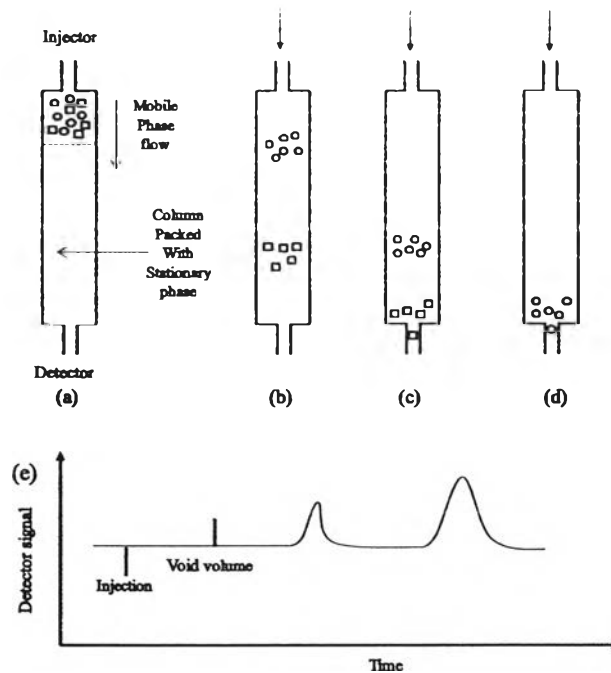 Injector
Mobile
Phase
flow
Column
Packed
With
Stationary
phase
Detector
(a)
(b)
(c)
(d)
(e)
Detector signal
Injection
Void volume
Time